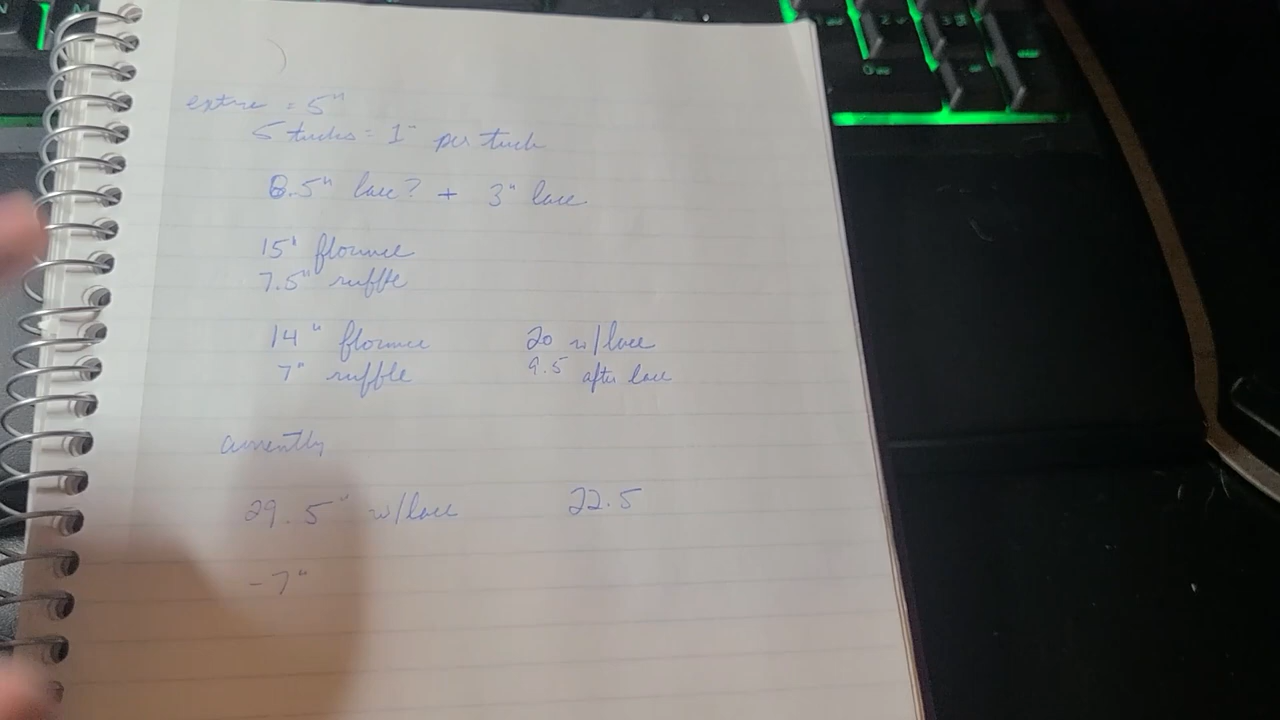 extra = 5"
5 tucks = 1" per tuck
8.5" lace? + 3" lace
15" flounce
7.5" ruffle
14" flounce 20 w/lace
7" ruffle 9.5 after lace
currently
29.5" w/lace 22.5
-7"